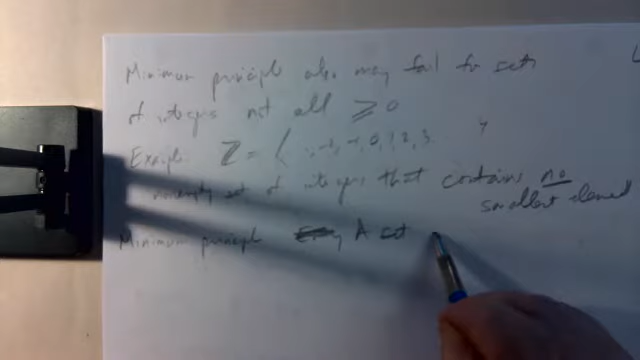 Minimum principle also may fail for sets
of integers not all ≥ 0
Example ℤ = { , -2, -1, 0, 1, 2, 3, }
nonempty set of integers that contains no
smallest element
Minimum principle A set